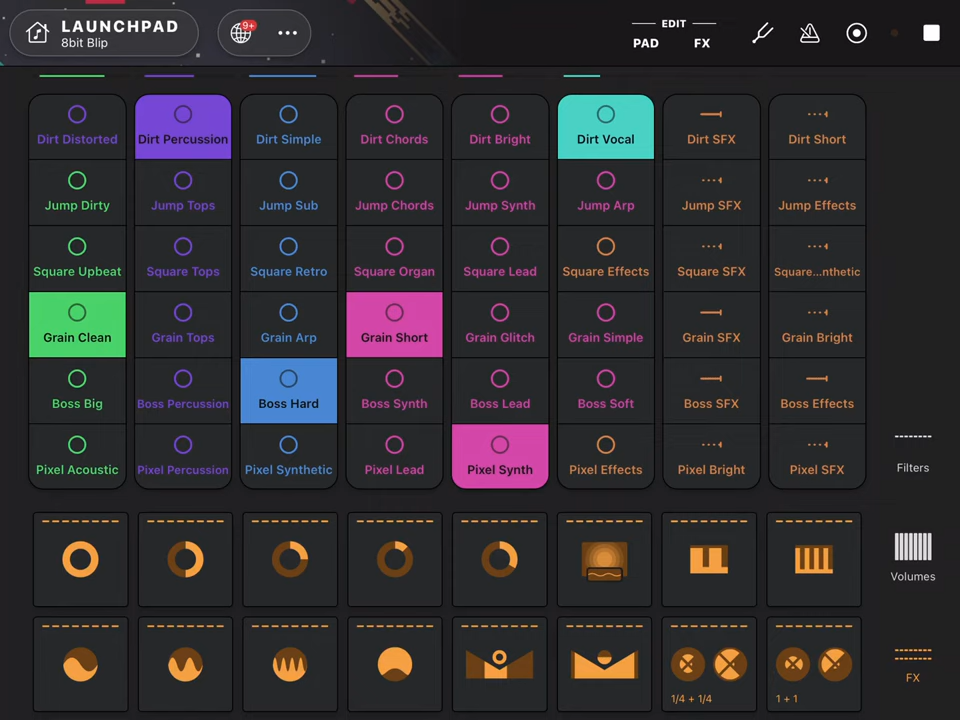 LAUNCHPAD
8bit Blip
9+
EDIT
PAD FX
Dirt Distorted Dirt Percussion Dirt Simple Dirt Chords Dirt Bright Dirt Vocal Dirt SFX Dirt Short
Jump Dirty Jump Tops Jump Sub Jump Chords Jump Synth Jump Arp Jump SFX Jump Effects
Square Upbeat Square Tops Square Retro Square Organ Square Lead Square Effects Square SFX Square...nthetic
Grain Clean Grain Tops Grain Arp Grain Short Grain Glitch Grain Simple Grain SFX Grain Bright
Boss Big Boss Percussion Boss Hard Boss Synth Boss Lead Boss Soft Boss SFX Boss Effects
Pixel Acoustic Pixel Percussion Pixel Synthetic Pixel Lead Pixel Synth Pixel Effects Pixel Bright Pixel SFX
Filters
Volumes
FX
1/4 + 1/4
1 + 1